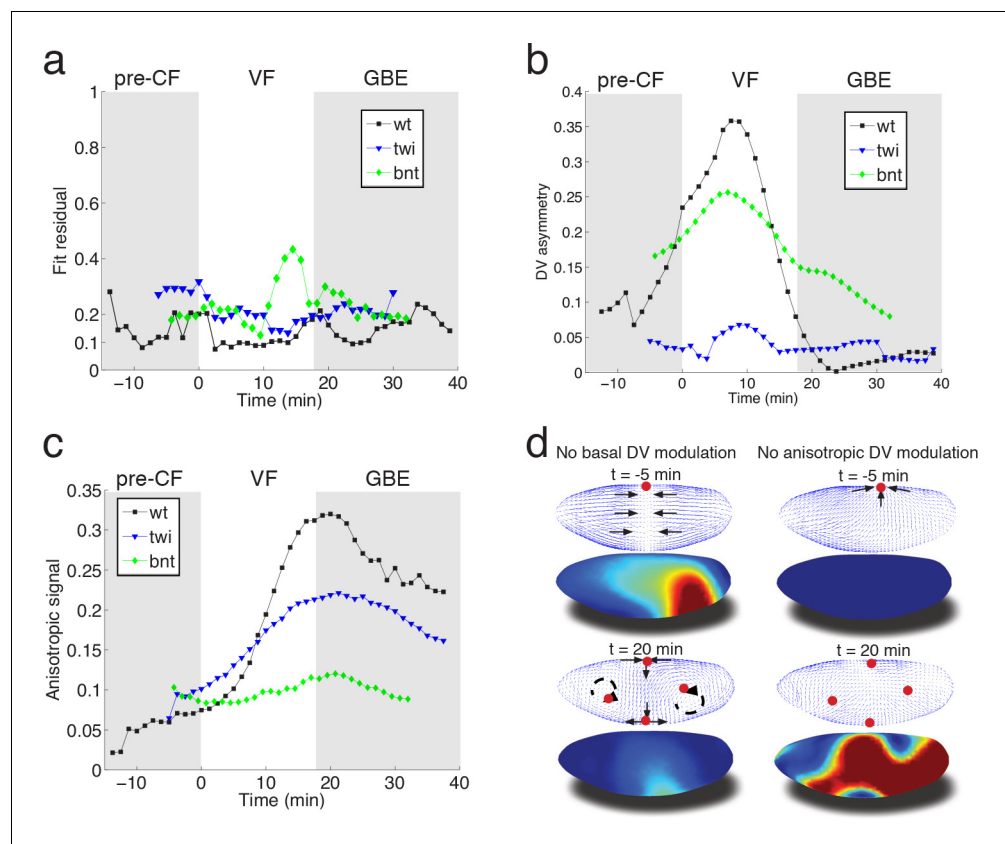 a
pre-CF VF GBE
1
0.8
0.6
0.4
0.2
0.1
0
Fit residual
wt
twi
bnt
−10 0 10 20 30 40
Time (min)
b
pre-CF VF GBE
0.4
0.35
0.3
0.25
0.2
0.15
0.1
0.05
0
DV asymmetry
wt
twi
bnt
−10 0 10 20 30 40
Time (min)
c
pre-CF VF GBE
0.35
0.3
0.25
0.2
0.15
0.1
0.05
0
Anisotropic signal
wt
twi
bnt
−10 0 10 20 30 40
Time (min)
d
No basal DV modulation No anisotropic DV modulation
t = -5 min t = -5 min
t = 20 min t = 20 min